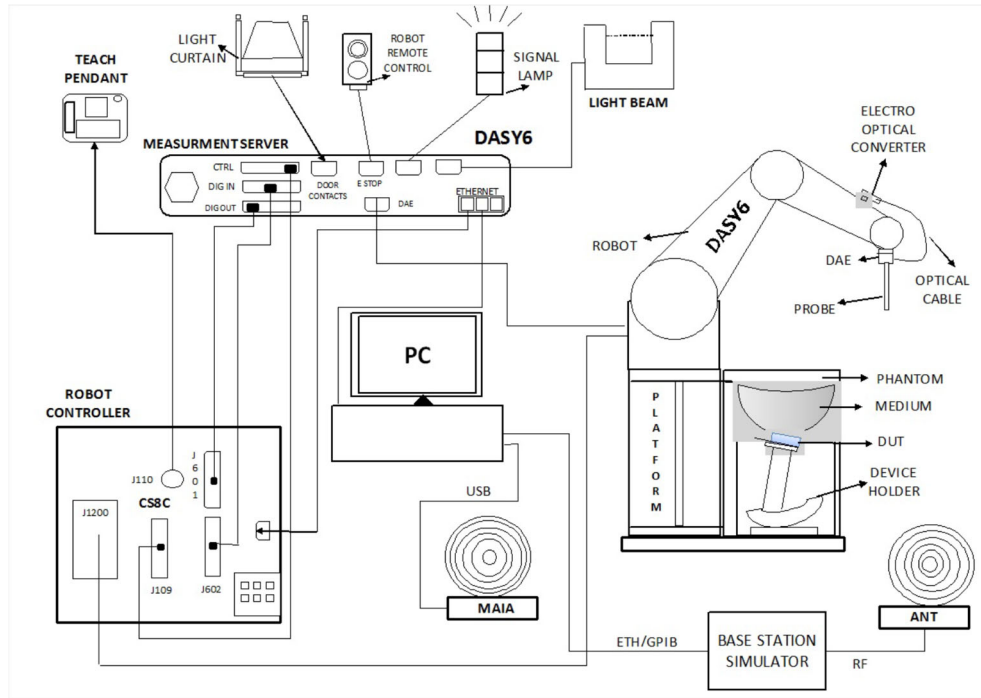 LIGHT
CURTAIN
ROBOT
REMOTE
CONTROL
SIGNAL
LAMP
LIGHT BEAM
TEACH
PENDANT
MEASURMENT SERVER
DASY6
CTRL
DIG IN
DIG OUT
DOOR
CONTACTS
E STOP
DAE
ETHERNET
ELECTRO
OPTICAL
CONVERTER
ROBOT
DASY6
DAE
OPTICAL
CABLE
PROBE
PC
PLATFORM
PHANTOM
MEDIUM
DUT
DEVICE
HOLDER
ROBOT
CONTROLLER
J110
J601
CS8C
J1200
J109
J602
USB
MAIA
ETH/GPIB
BASE STATION
SIMULATOR
RF
ANT